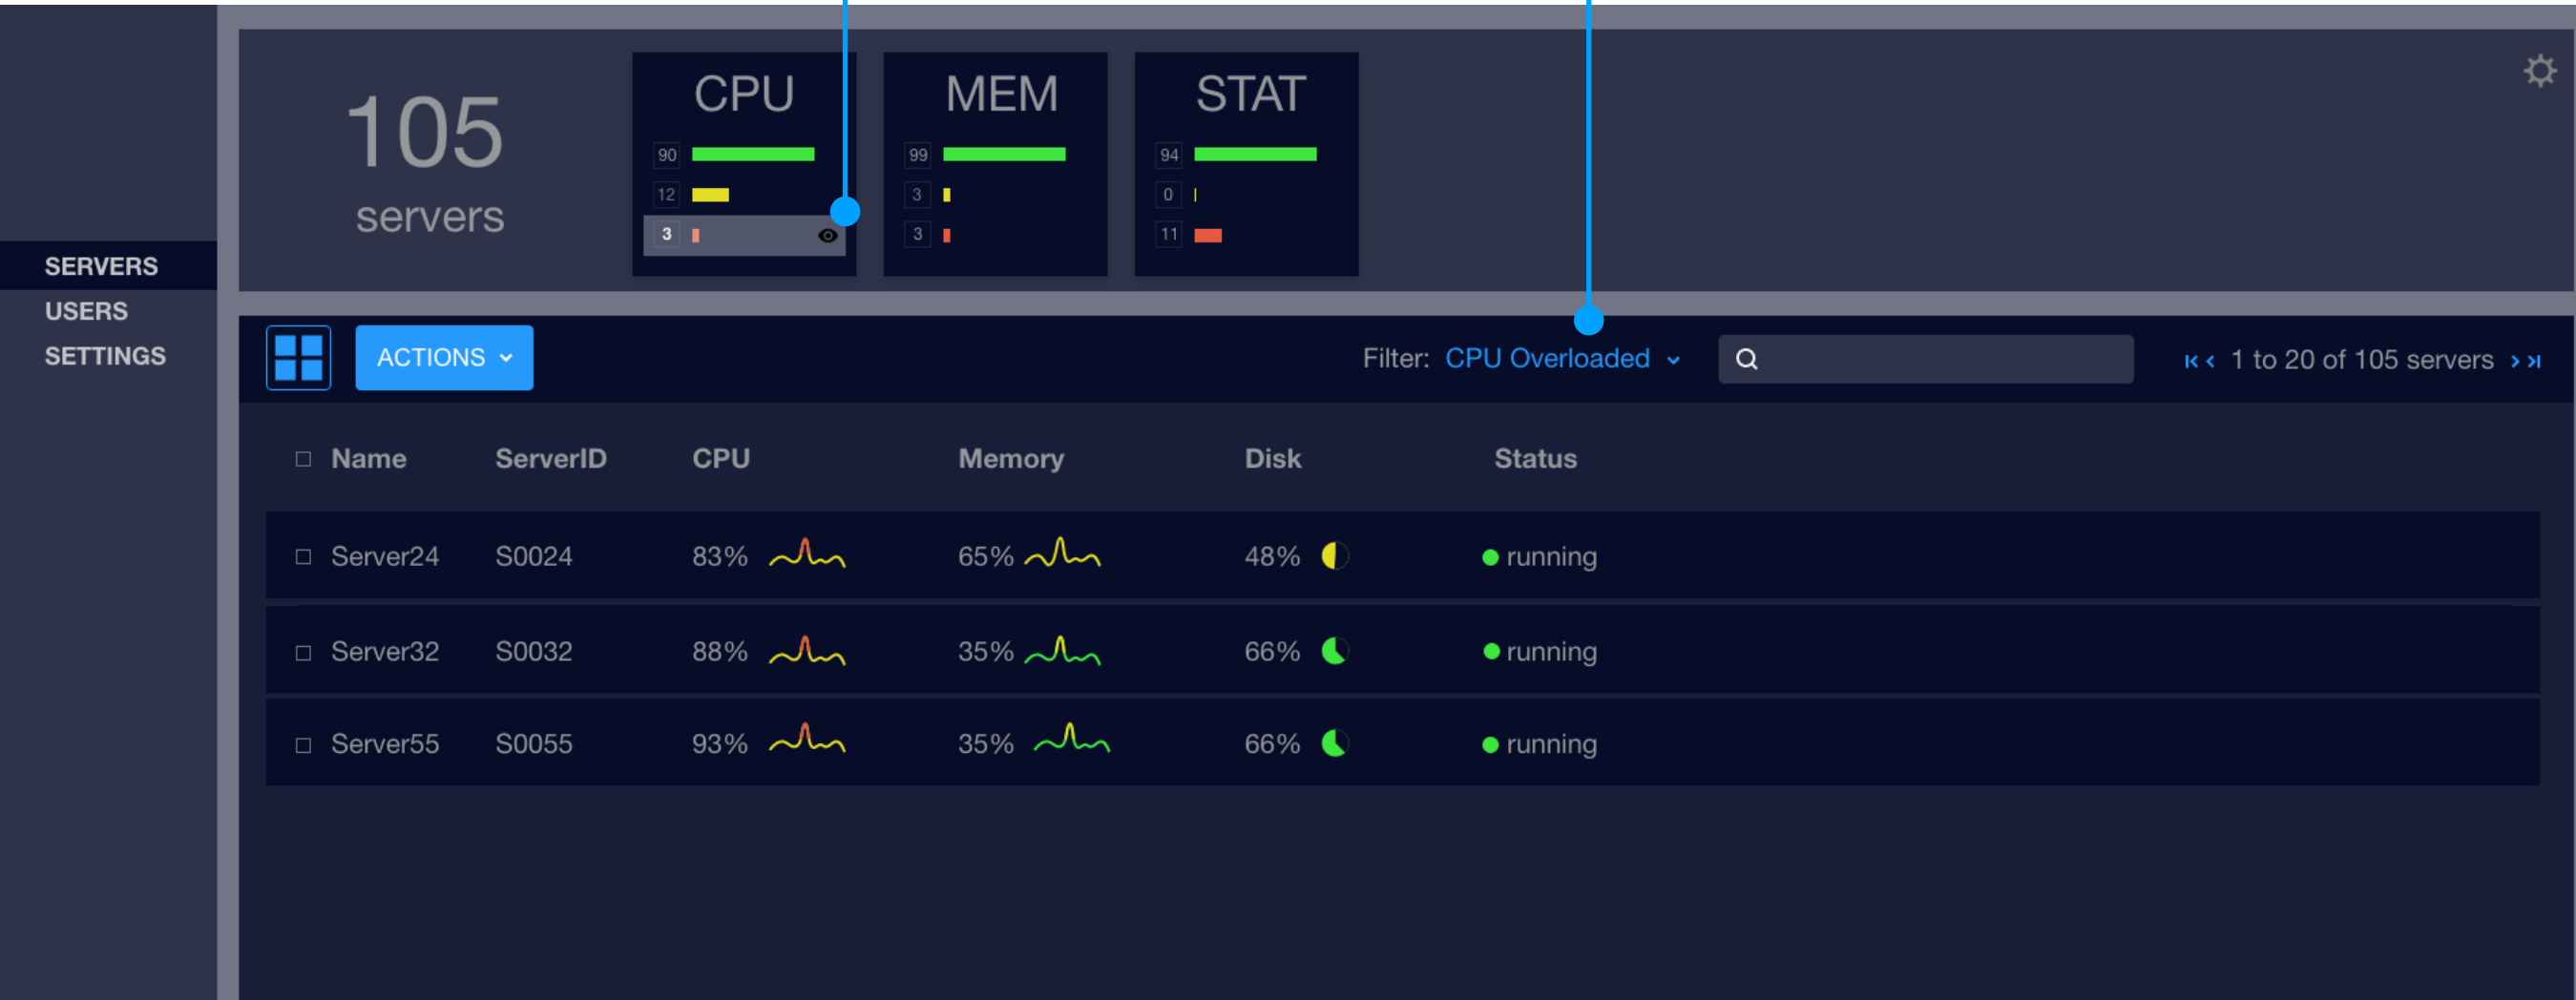 CPU MEM STAT
105
servers
90 99 94
12 3 0
3 3 11
SERVERS
USERS
SETTINGS
ACTIONS Filter: CPU Overloaded 1 to 20 of 105 servers
Name ServerID CPU Memory Disk Status
Server24 S0024 83% 65% 48% running
Server32 S0032 88% 35% 66% running
Server55 S0055 93% 35% 66% running